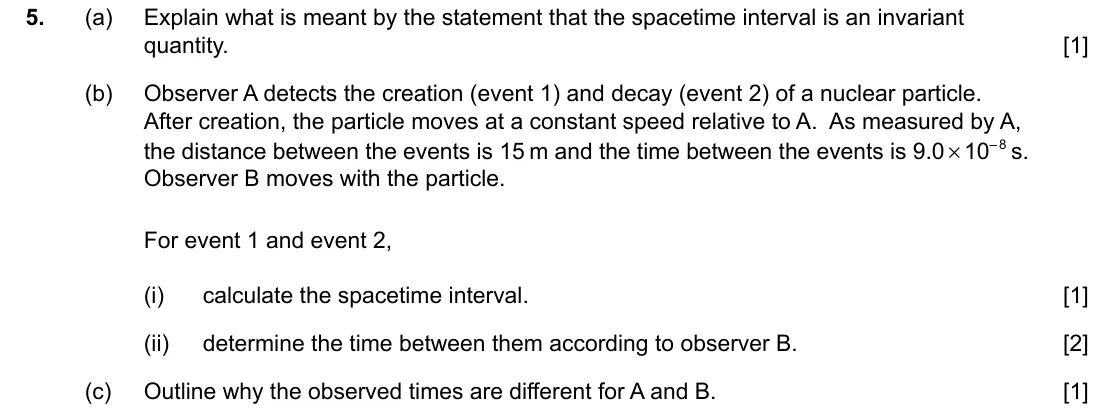 5. (a) Explain what is meant by the statement that the spacetime interval is an invariant
quantity. [1]
(b) Observer A detects the creation (event 1) and decay (event 2) of a nuclear particle.
After creation, the particle moves at a constant speed relative to A. As measured by A,
the distance between the events is 15 m and the time between the events is 9.0 × 10⁻⁸ s.
Observer B moves with the particle.
For event 1 and event 2,
(i) calculate the spacetime interval. [1]
(ii) determine the time between them according to observer B. [2]
(c) Outline why the observed times are different for A and B. [1]